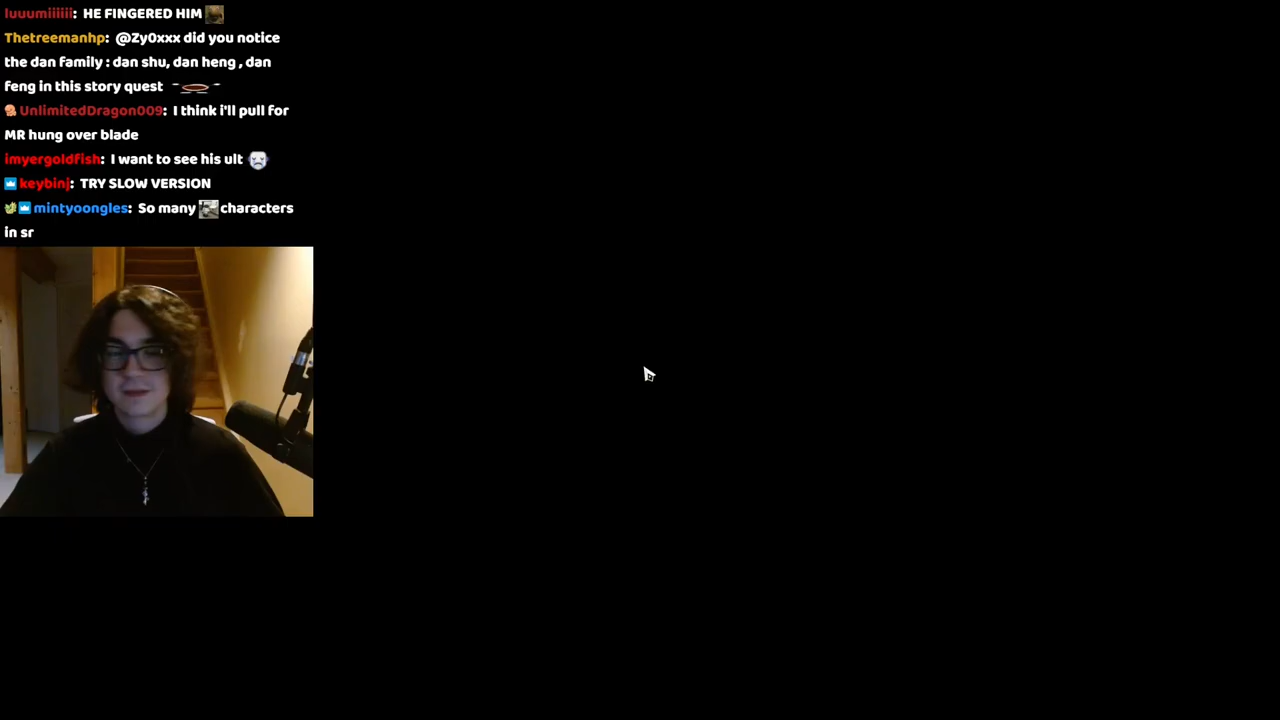 luuumiiiiii: HE FINGERED HIM
Thetreemanhp: @Zy0xxx did you notice
the dan family : dan shu, dan heng , dan
feng in this story quest
UnlimitedDragon009: I think i'll pull for
MR hung over blade
imyergoldfish: I want to see his ult
keybinj: TRY SLOW VERSION
mintyoongles: So many characters
in sr